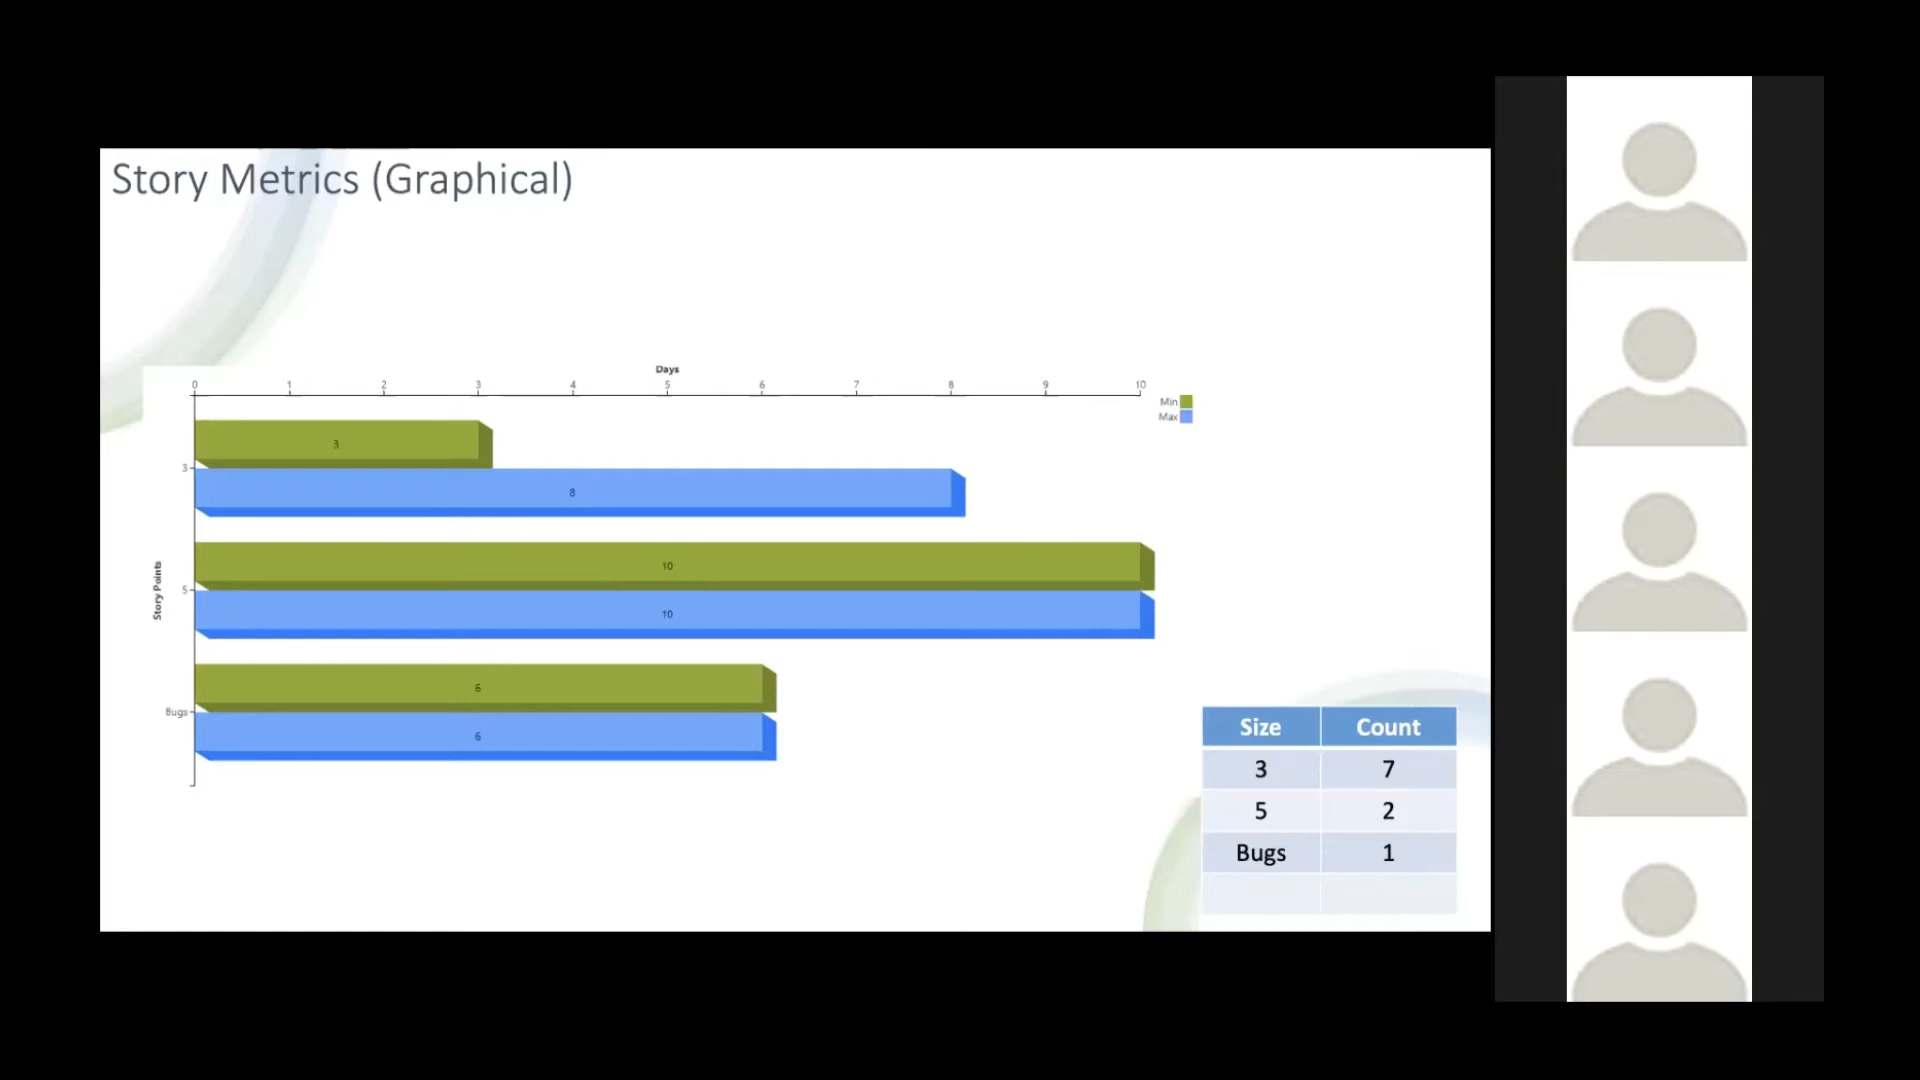 Story Metrics (Graphical)
Days
0 1 2 3 4 5 6 7 8 9 10
Min
Max
3
3
8
Story Points
5
10
10
Bugs
6
6
Size Count
3 7
5 2
Bugs 1